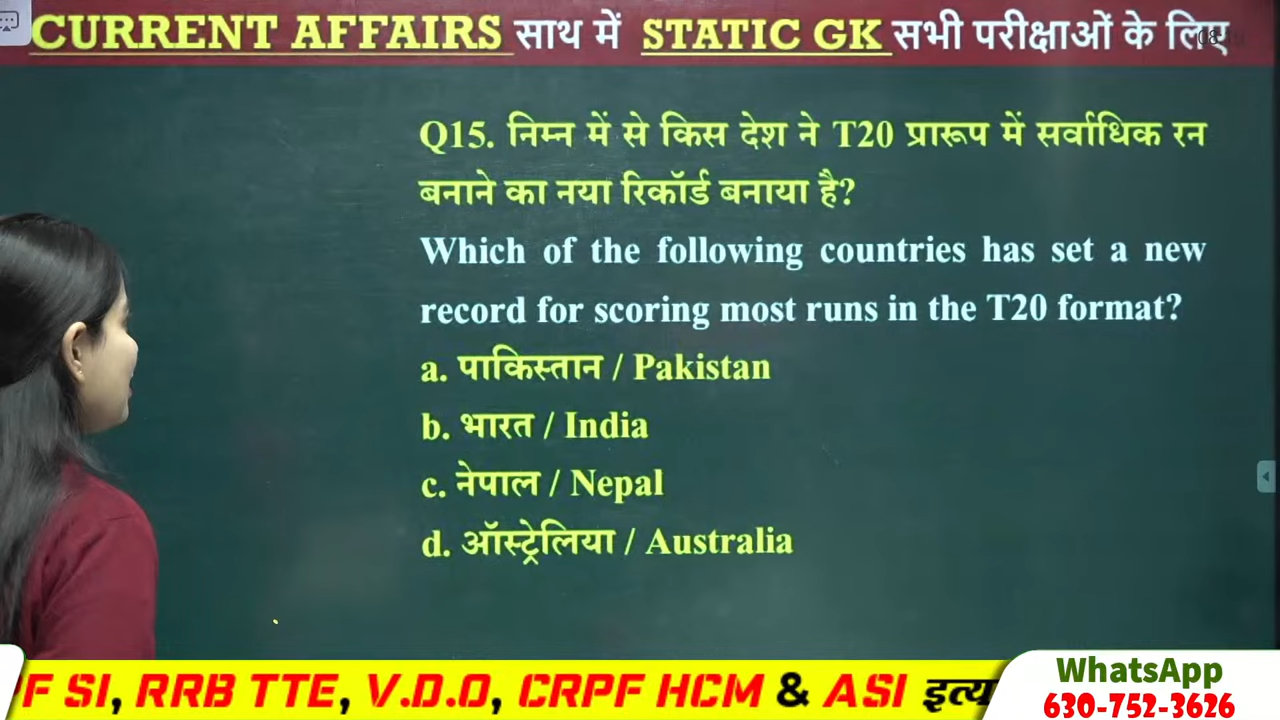 CURRENT AFFAIRS साथ में STATIC GK सभी परीक्षाओं के लिए
Q15. निम्न में से किस देश ने T20 प्रारूप में सर्वाधिक रन
बनाने का नया रिकॉर्ड बनाया है?
Which of the following countries has set a new
record for scoring most runs in the T20 format?
a. पाकिस्तान / Pakistan
b. भारत / India
c. नेपाल / Nepal
d. ऑस्ट्रेलिया / Australia
F SI, RRB TTE, V.D.O, CRPF HCM & ASI इत्य
WhatsApp
630-752-3626